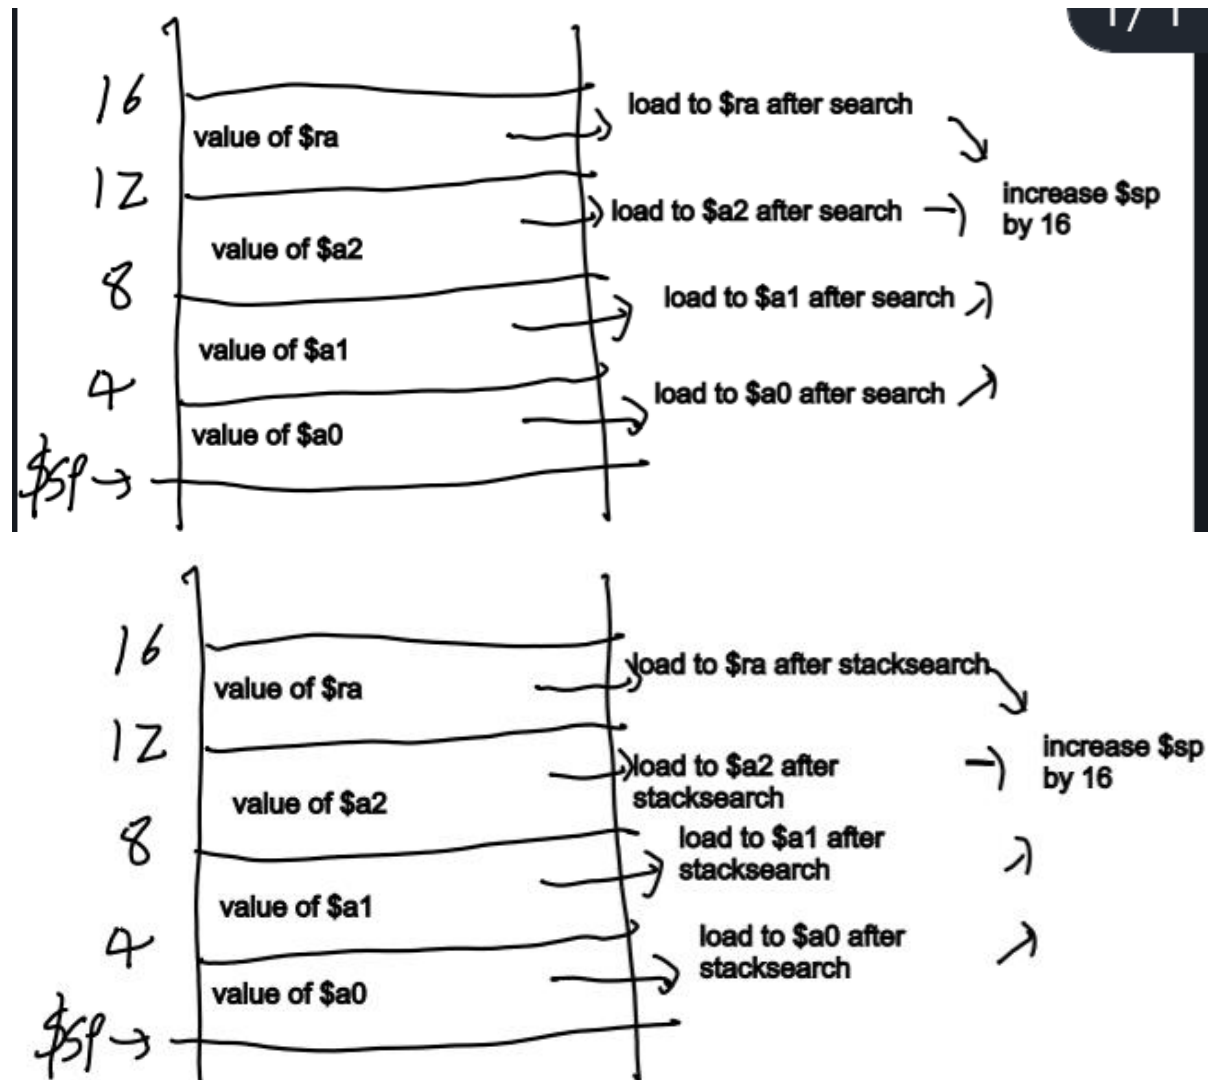 1 / 1
16
load to $ra after search
value of $ra
12
increase $sp
by 16
load to $a2 after search
value of $a2
8
load to $a1 after search
value of $a1
4
load to $a0 after search
value of $a0
$sp →
16
load to $ra after stacksearch
value of $ra
12
increase $sp
by 16
load to $a2 after
stacksearch
value of $a2
8
load to $a1 after
stacksearch
value of $a1
4
load to $a0 after
stacksearch
value of $a0
$sp →